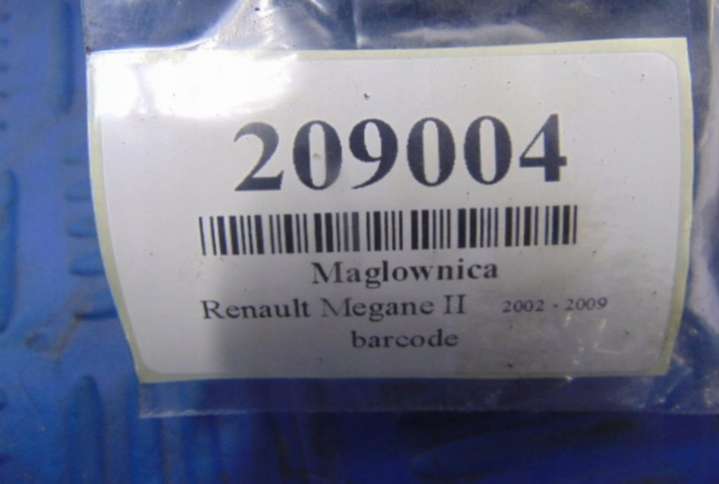 209004
Maglownica
Renault Megane II 2002 - 2009
barcode